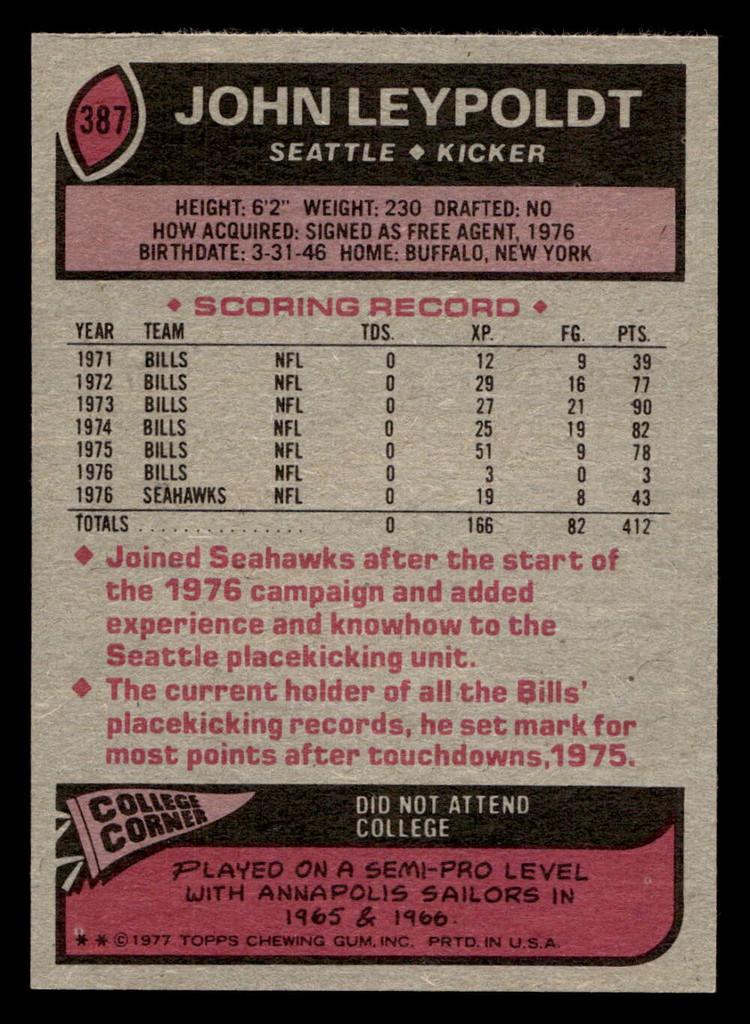 387
JOHN LEYPOLDT
SEATTLE ◆ KICKER
HEIGHT: 6'2" WEIGHT: 230 DRAFTED: NO
HOW ACQUIRED: SIGNED AS FREE AGENT, 1976
BIRTHDATE: 3-31-46 HOME: BUFFALO, NEW YORK
◆ SCORING RECORD ◆
YEAR TEAM TDS. XP. FG. PTS.
1971 BILLS NFL 0 12 9 39
1972 BILLS NFL 0 29 16 77
1973 BILLS NFL 0 27 21 90
1974 BILLS NFL 0 25 19 82
1975 BILLS NFL 0 51 9 78
1976 BILLS NFL 0 3 0 3
1976 SEAHAWKS NFL 0 19 8 43
TOTALS . . . . . . . . . . . . . . . 0 166 82 412
◆ Joined Seahawks after the start of
the 1976 campaign and added
experience and knowhow to the
Seattle placekicking unit.
◆ The current holder of all the Bills'
placekicking records, he set mark for
most points after touchdowns,1975.
COLLEGE
CORNER
DID NOT ATTEND
COLLEGE
PLAYED ON A SEMI-PRO LEVEL
WITH ANNAPOLIS SAILORS IN
1965 & 1966.
* * © 1977 TOPPS CHEWING GUM, INC. PRTD. IN U.S.A.